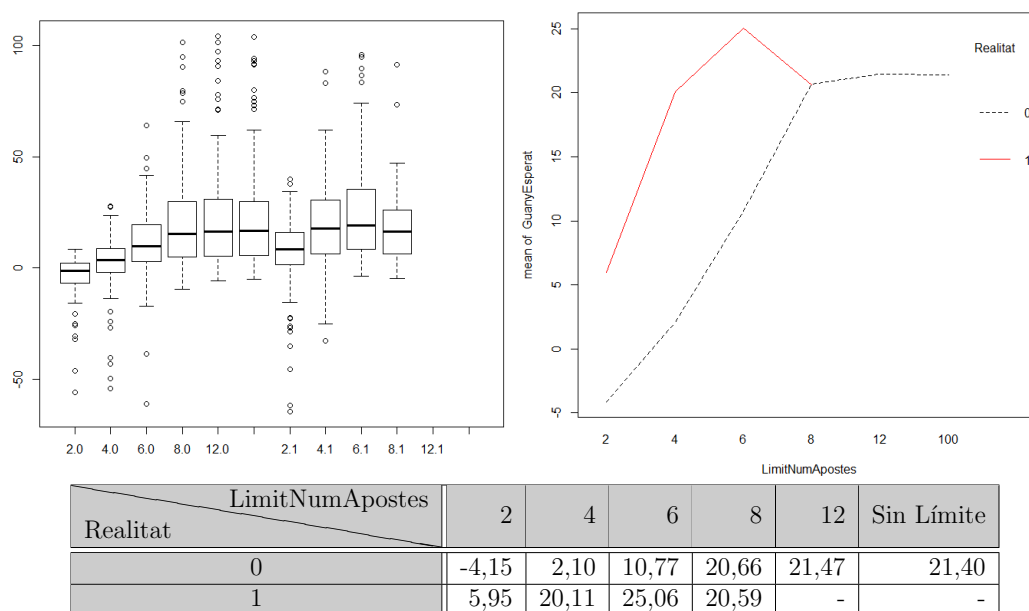 100
50
0
-50
2.0 4.0 6.0 8.0 12.0 2.1 4.1 6.1 8.1 12.1
mean of GuanyEsperat
25
20
15
10
5
0
-5
2 4 6 8 12 100
LimitNumApostes
Realitat
0
1
LimitNumApostes
Realitat
2 4 6 8 12 Sin Límite
0 -4,15 2,10 10,77 20,66 21,47 21,40
1 5,95 20,11 25,06 20,59 - -